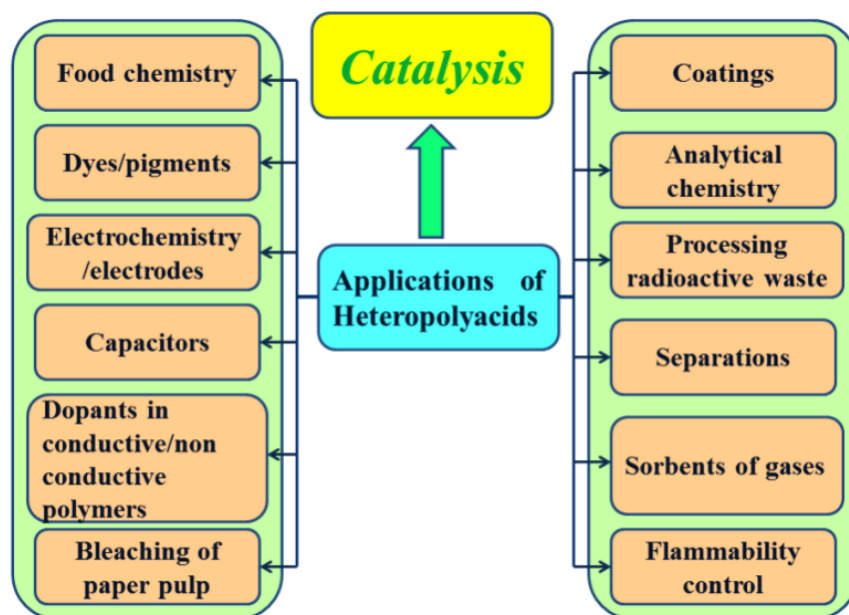 Catalysis
Food chemistry
Dyes/pigments
Electrochemistry
/electrodes
Capacitors
Dopants in
conductive/non
conductive
polymers
Bleaching of
paper pulp
Applications of
Heteropolyacids
Coatings
Analytical
chemistry
Processing
radioactive waste
Separations
Sorbents of gases
Flammability
control